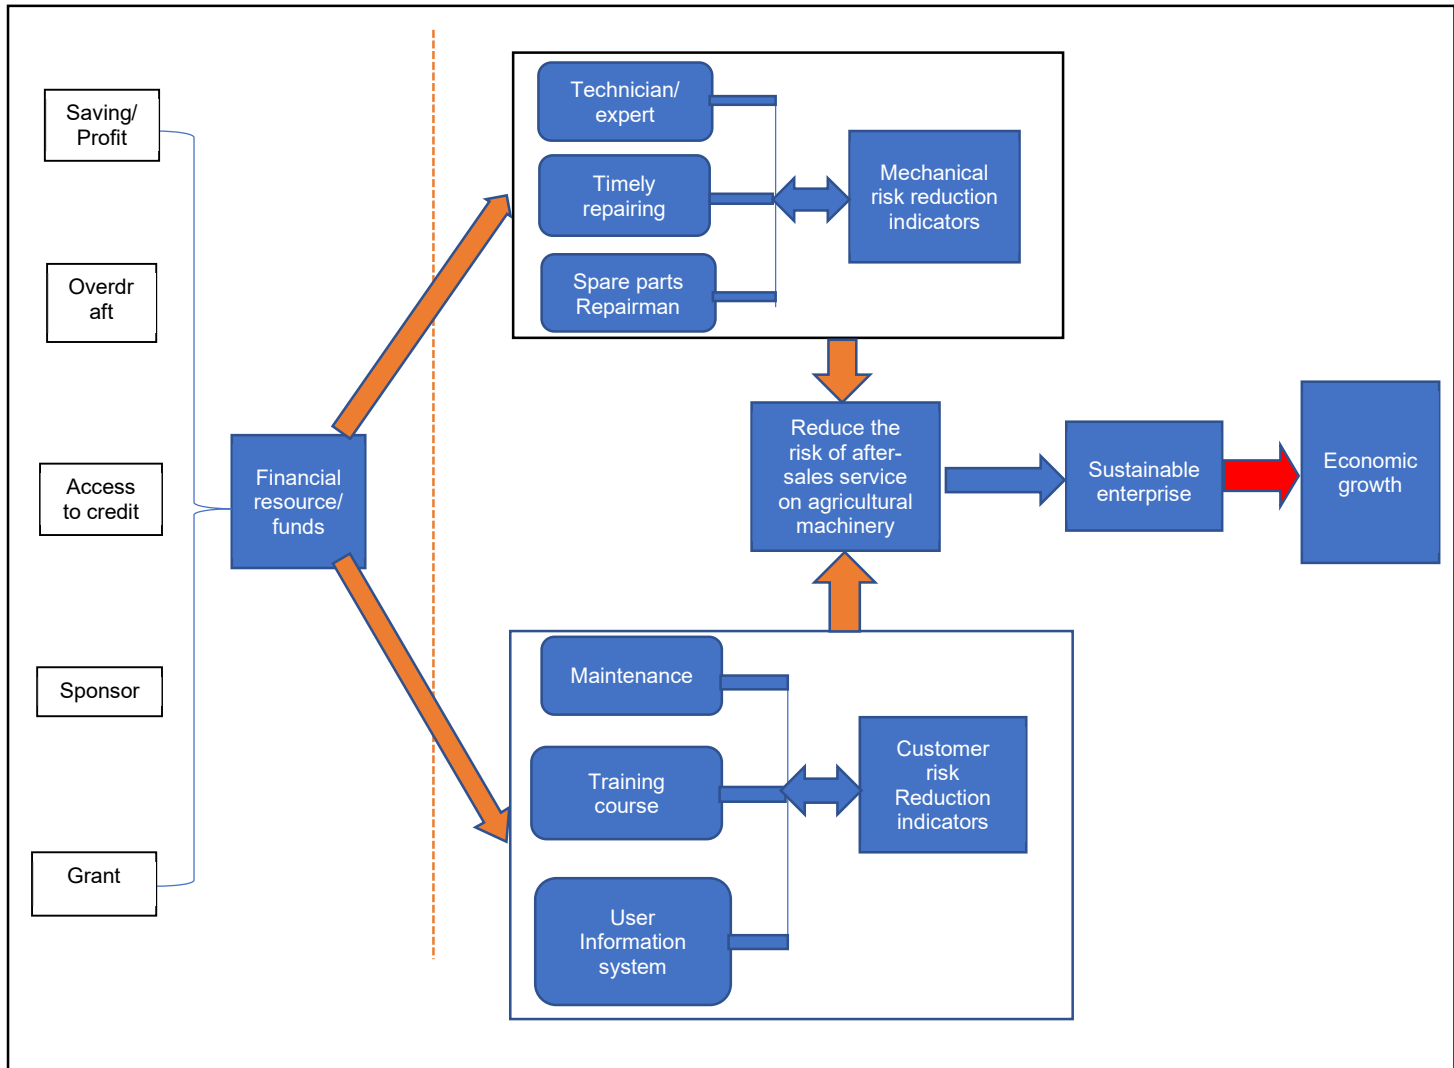 Saving/
Profit
Overdr
aft
Access
to credit
Sponsor
Grant
Financial
resource/
funds
Technician/
expert
Timely
repairing
Spare parts
Repairman
Mechanical
risk reduction
indicators
Reduce the
risk of after-
sales service
on agricultural
machinery
Sustainable
enterprise
Economic
growth
Maintenance
Training
course
User
Information
system
Customer
risk
Reduction
indicators